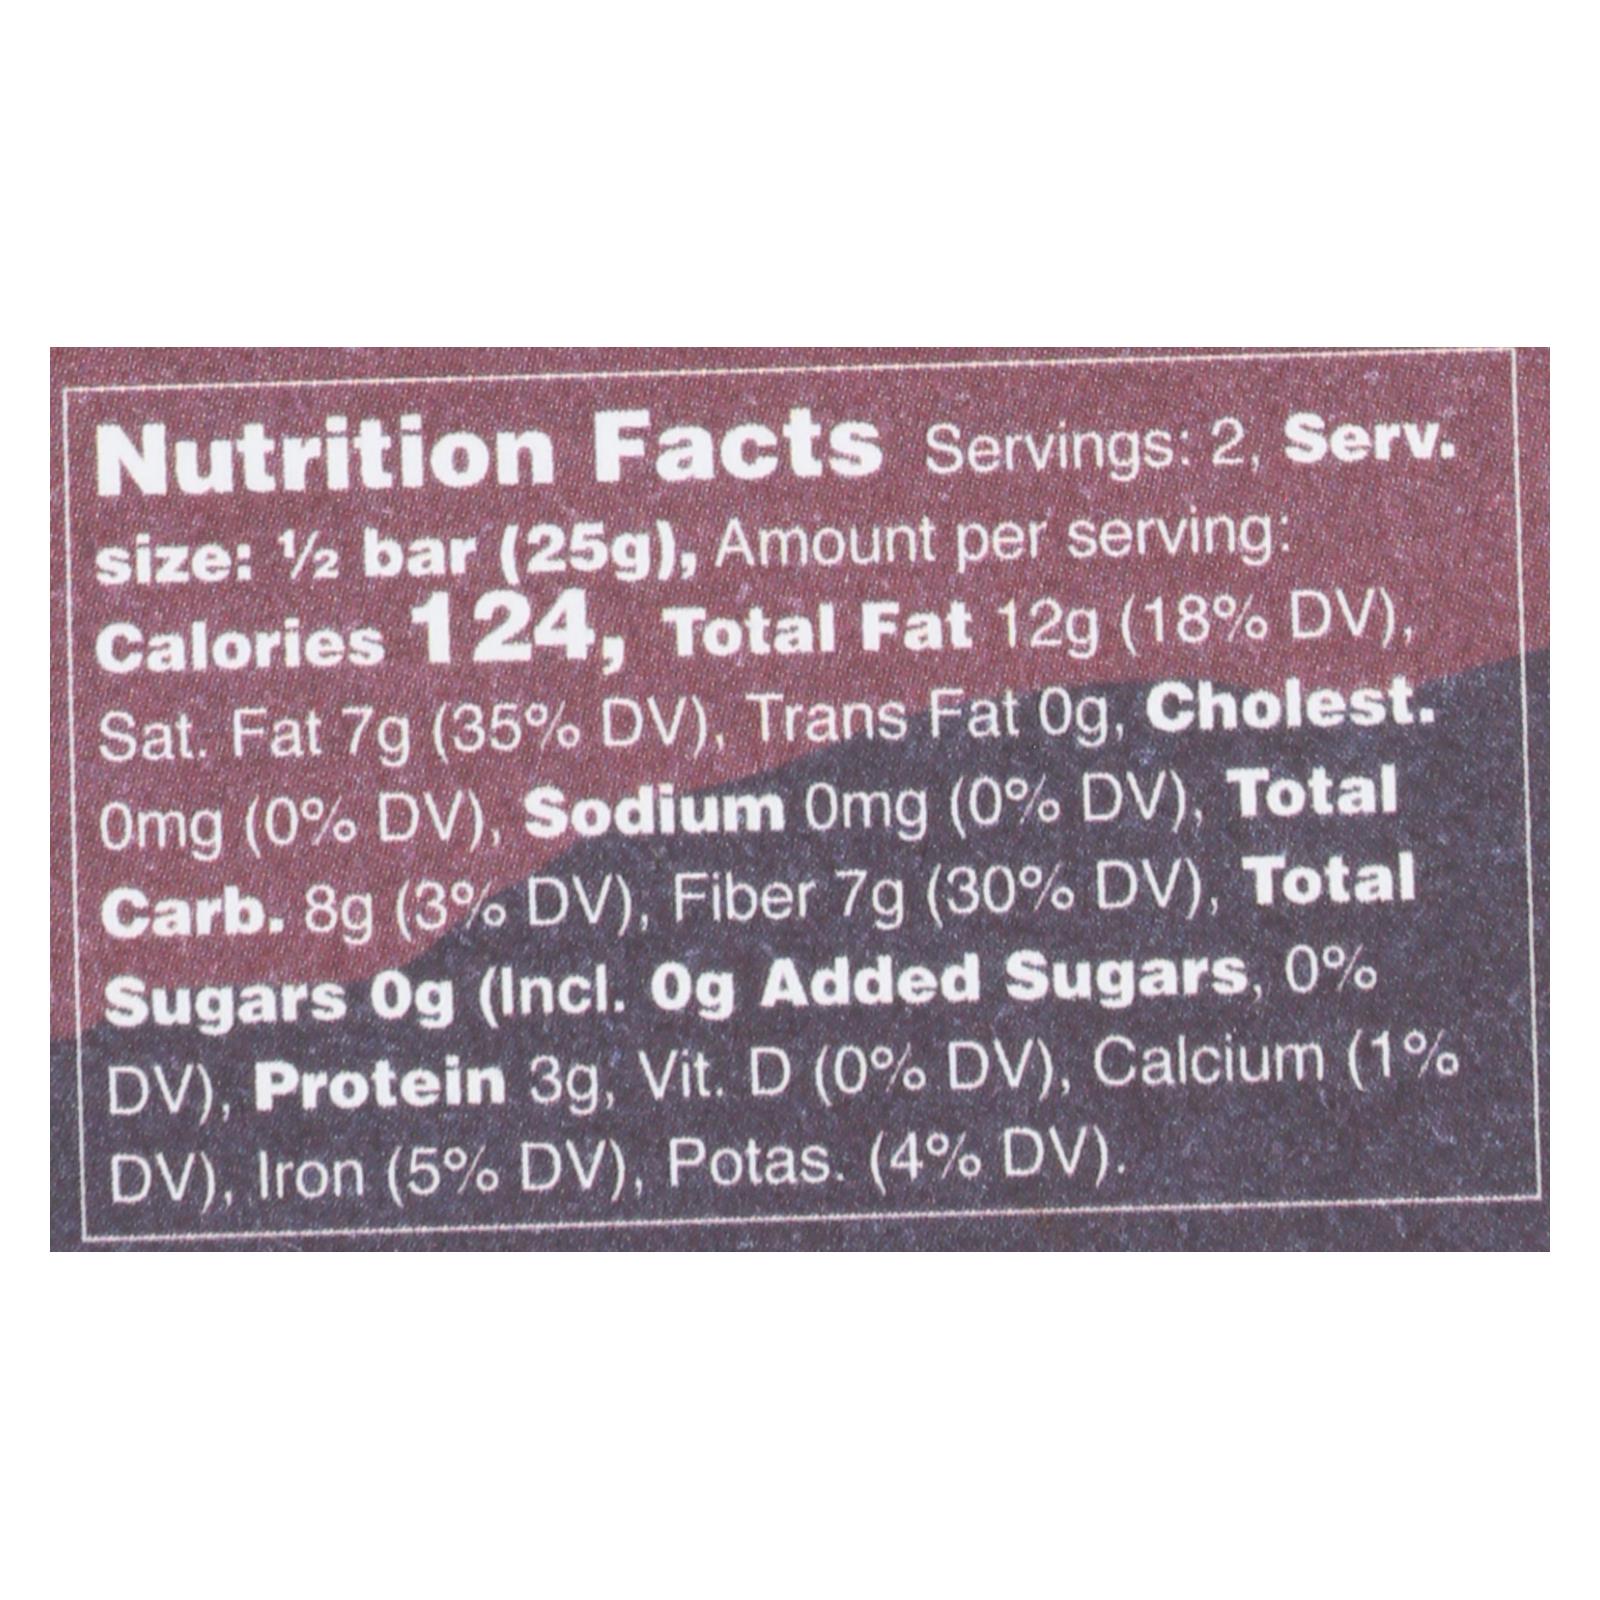 Nutrition Facts Servings: 2, Serv.
size: ½ bar (25g), Amount per serving:
Calories 124, Total Fat 12g (18% DV),
Sat. Fat 7g (35% DV), Trans Fat 0g, Cholest.
0mg (0% DV), Sodium 0mg (0% DV), Total
Carb. 8g (3% DV), Fiber 7g (30% DV), Total
Sugars 0g (Incl. 0g Added Sugars, 0%
DV), Protein 3g, Vit. D (0% DV), Calcium (1%
DV), Iron (5% DV), Potas. (4% DV).